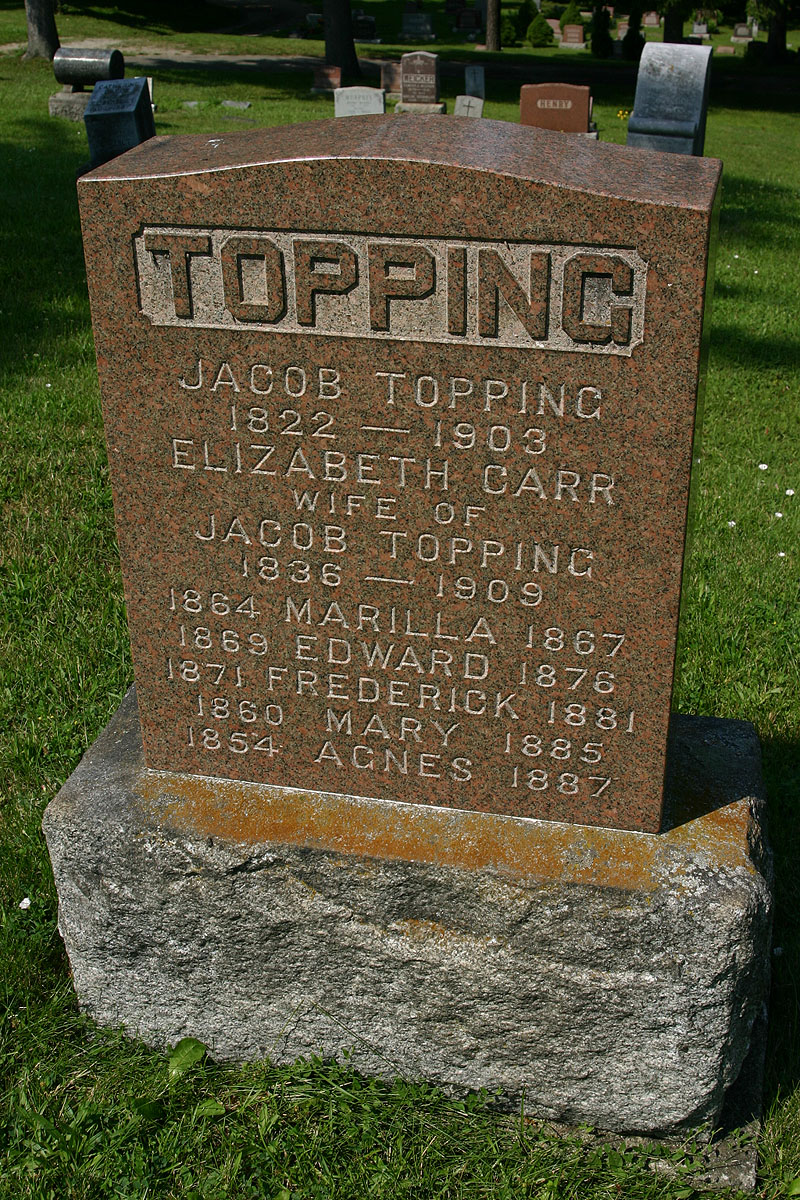 HENRY
TOPPING
JACOB TOPPING
1822 — 1903
ELIZABETH CARR
WIFE OF
JACOB TOPPING
1836 — 1909
1864 MARILLA 1867
1869 EDWARD 1876
1871 FREDERICK 1881
1860 MARY 1885
1854 AGNES 1887